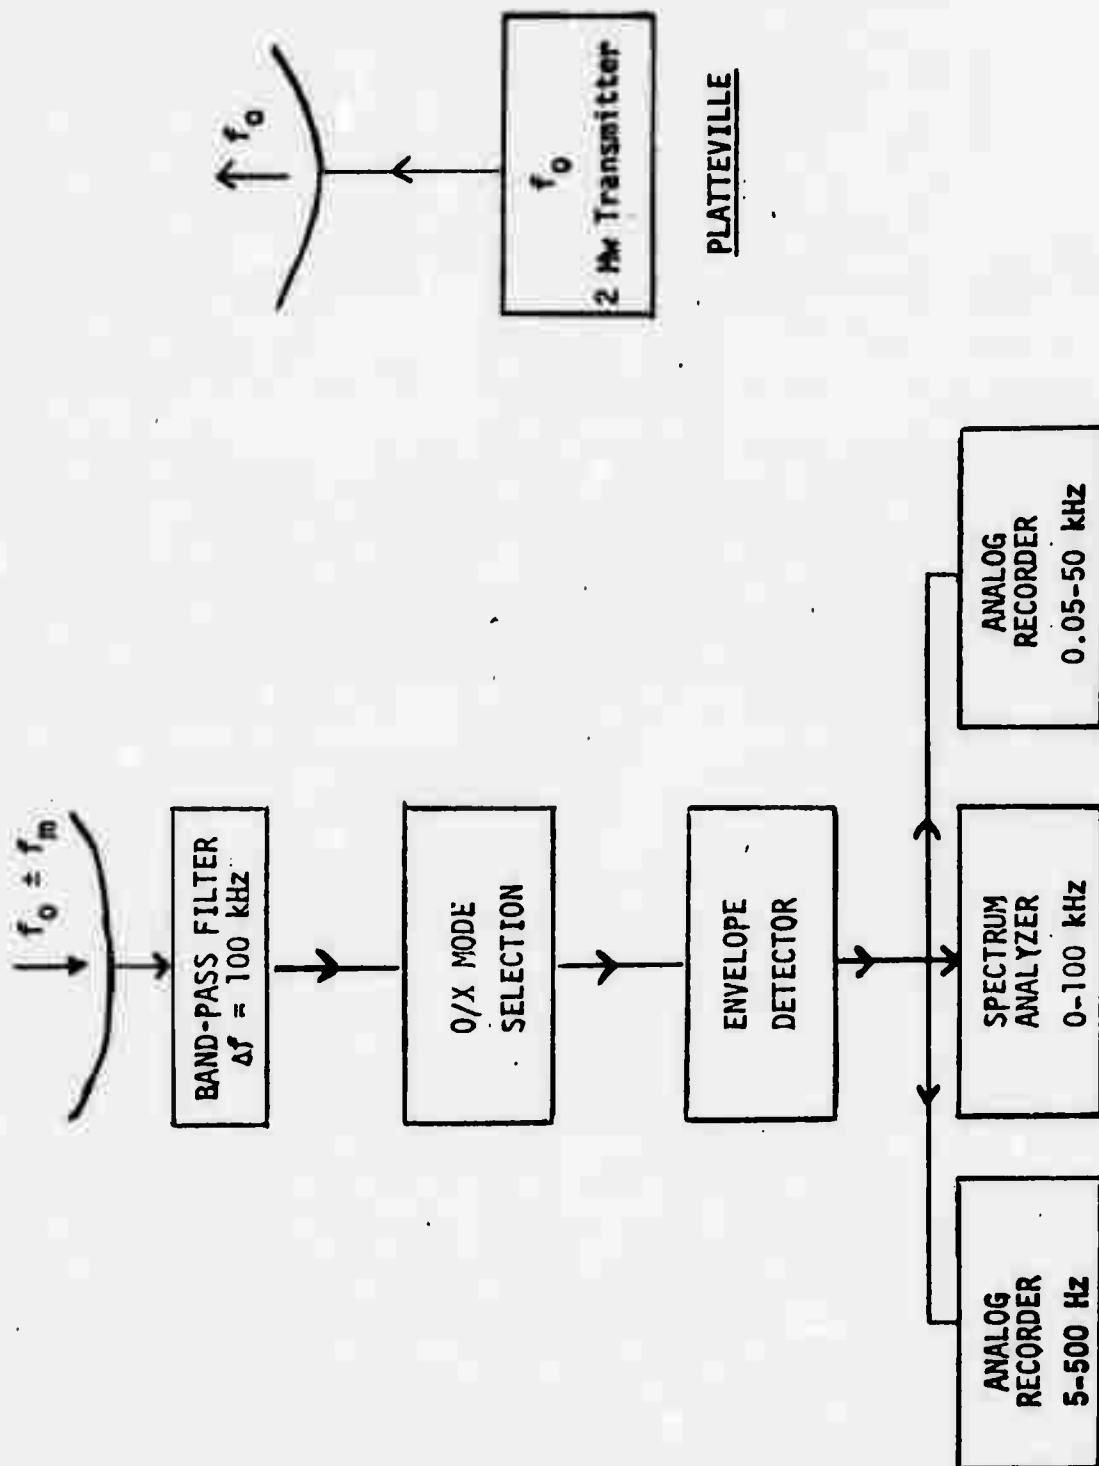 f₀ ± fₘ
BAND-PASS FILTER
Δf = 100 kHz
O/X MODE
SELECTION
ENVELOPE
DETECTOR
ANALOG
RECORDER
5-500 Hz
SPECTRUM
ANALYZER
0-100 kHz
ANALOG
RECORDER
0.05-50 kHz
f₀
f₀
2 Mw Transmitter
PLATTEVILLE